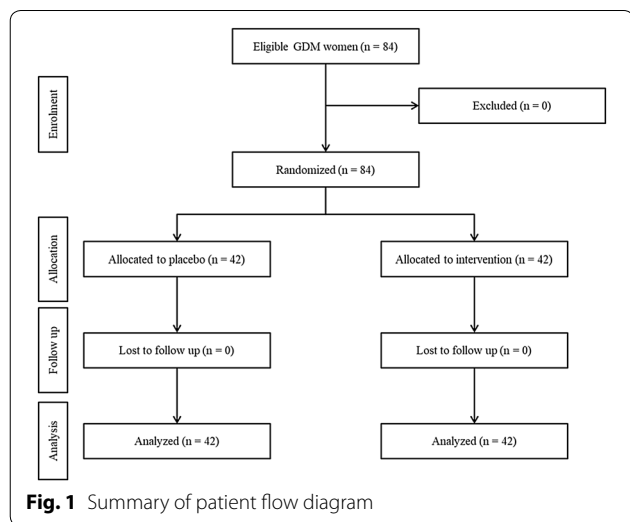 Eligible GDM women (n = 84)
Enrolment
Excluded (n = 0)
Randomized (n = 84)
Allocation
Allocated to placebo (n = 42)
Allocated to intervention (n = 42)
Follow up
Lost to follow up (n = 0)
Lost to follow up (n = 0)
Analysis
Analyzed (n = 42)
Analyzed (n = 42)
Fig. 1 Summary of patient flow diagram